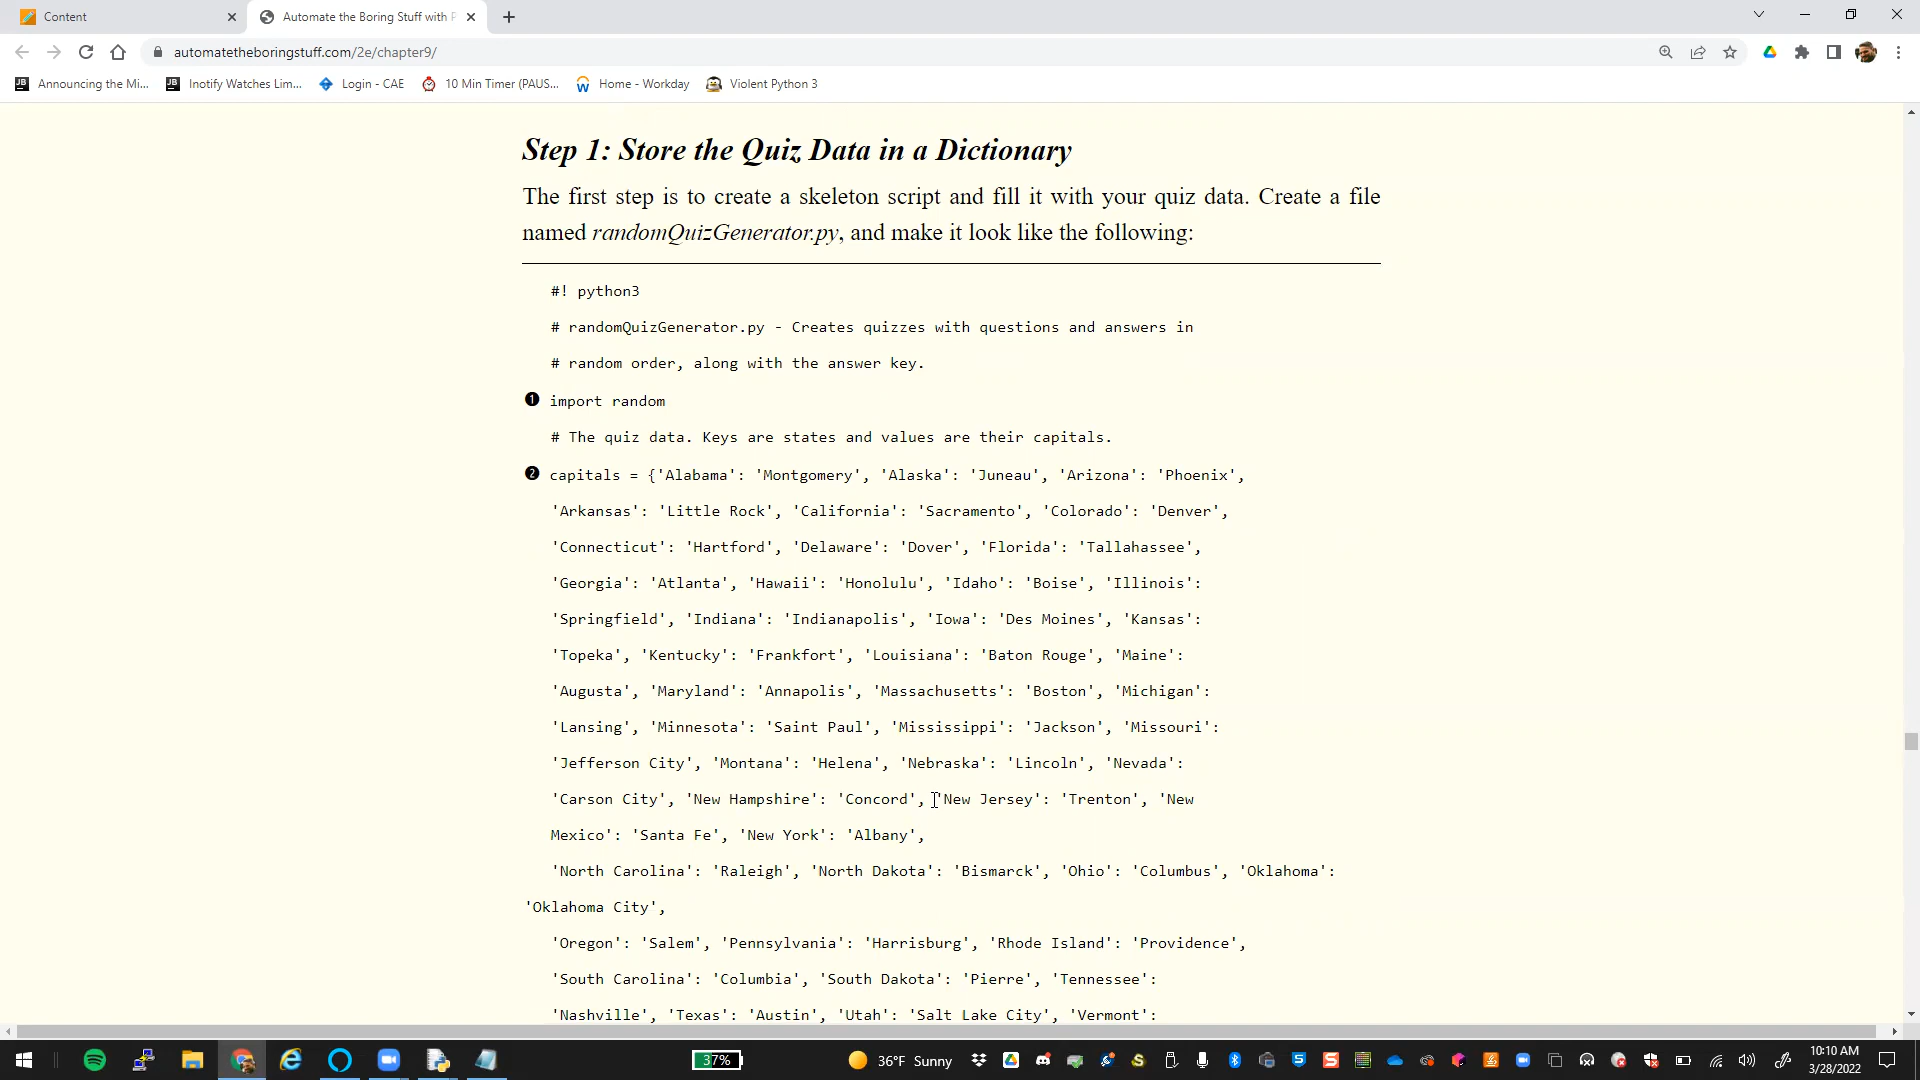 Content
Automate the Boring Stuff with P
automatetheboringstuff.com/2e/chapter9/
Announcing the Mi...
Inotify Watches Lim...
Login - CAE
10 Min Timer (PAUS...
Home - Workday
Violent Python 3
Step 1: Store the Quiz Data in a Dictionary
The first step is to create a skeleton script and fill it with your quiz data. Create a file
named randomQuizGenerator.py, and make it look like the following:
#! python3
# randomQuizGenerator.py - Creates quizzes with questions and answers in
# random order, along with the answer key.
❶ import random
# The quiz data. Keys are states and values are their capitals.
❷ capitals = {'Alabama': 'Montgomery', 'Alaska': 'Juneau', 'Arizona': 'Phoenix',
'Arkansas': 'Little Rock', 'California': 'Sacramento', 'Colorado': 'Denver',
'Connecticut': 'Hartford', 'Delaware': 'Dover', 'Florida': 'Tallahassee',
'Georgia': 'Atlanta', 'Hawaii': 'Honolulu', 'Idaho': 'Boise', 'Illinois':
'Springfield', 'Indiana': 'Indianapolis', 'Iowa': 'Des Moines', 'Kansas':
'Topeka', 'Kentucky': 'Frankfort', 'Louisiana': 'Baton Rouge', 'Maine':
'Augusta', 'Maryland': 'Annapolis', 'Massachusetts': 'Boston', 'Michigan':
'Lansing', 'Minnesota': 'Saint Paul', 'Mississippi': 'Jackson', 'Missouri':
'Jefferson City', 'Montana': 'Helena', 'Nebraska': 'Lincoln', 'Nevada':
'Carson City', 'New Hampshire': 'Concord', 'New Jersey': 'Trenton', 'New
Mexico': 'Santa Fe', 'New York': 'Albany',
'North Carolina': 'Raleigh', 'North Dakota': 'Bismarck', 'Ohio': 'Columbus', 'Oklahoma':
'Oklahoma City',
'Oregon': 'Salem', 'Pennsylvania': 'Harrisburg', 'Rhode Island': 'Providence',
'South Carolina': 'Columbia', 'South Dakota': 'Pierre', 'Tennessee':
'Nashville', 'Texas': 'Austin', 'Utah': 'Salt Lake City', 'Vermont':
37%
36°F Sunny
10:10 AM
3/28/2022